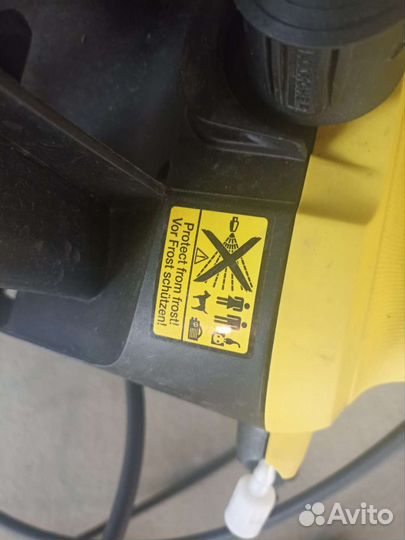 Protect from frost!
Vor Frost schützen!
Avito